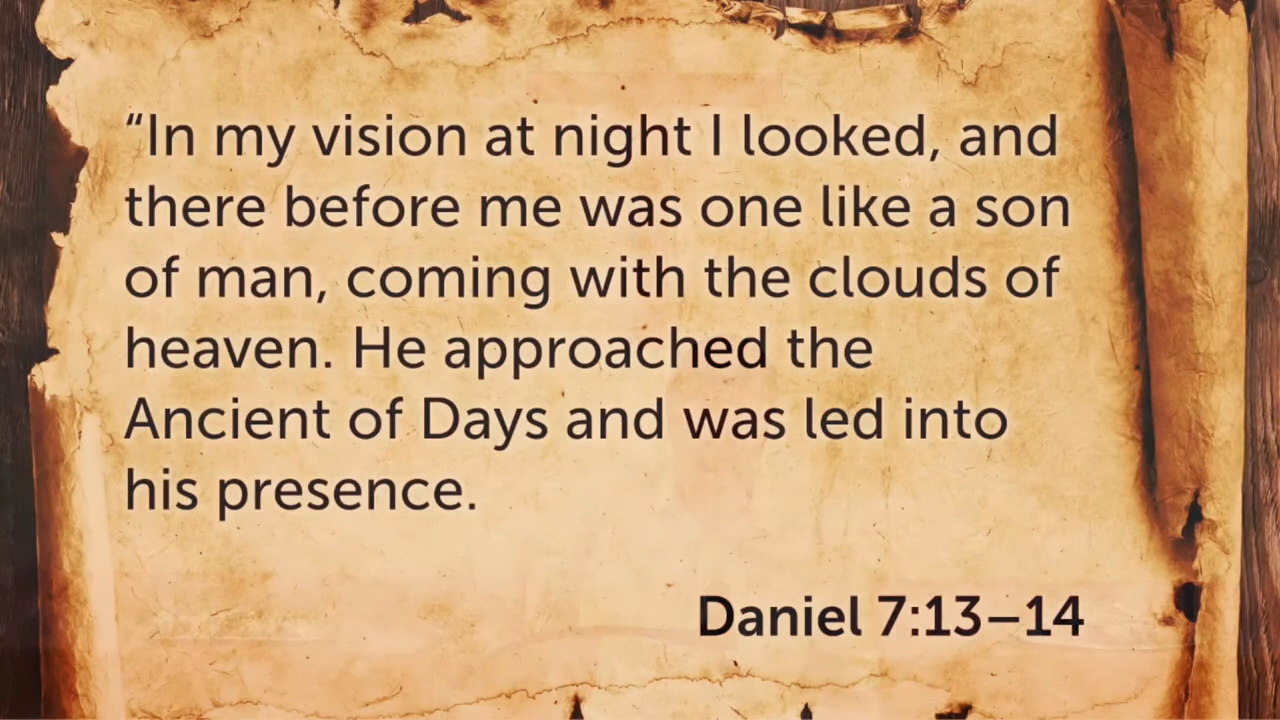 “In my vision at night I looked, and
there before me was one like a son
of man, coming with the clouds of
heaven. He approached the
Ancient of Days and was led into
his presence.
Daniel 7:13–14